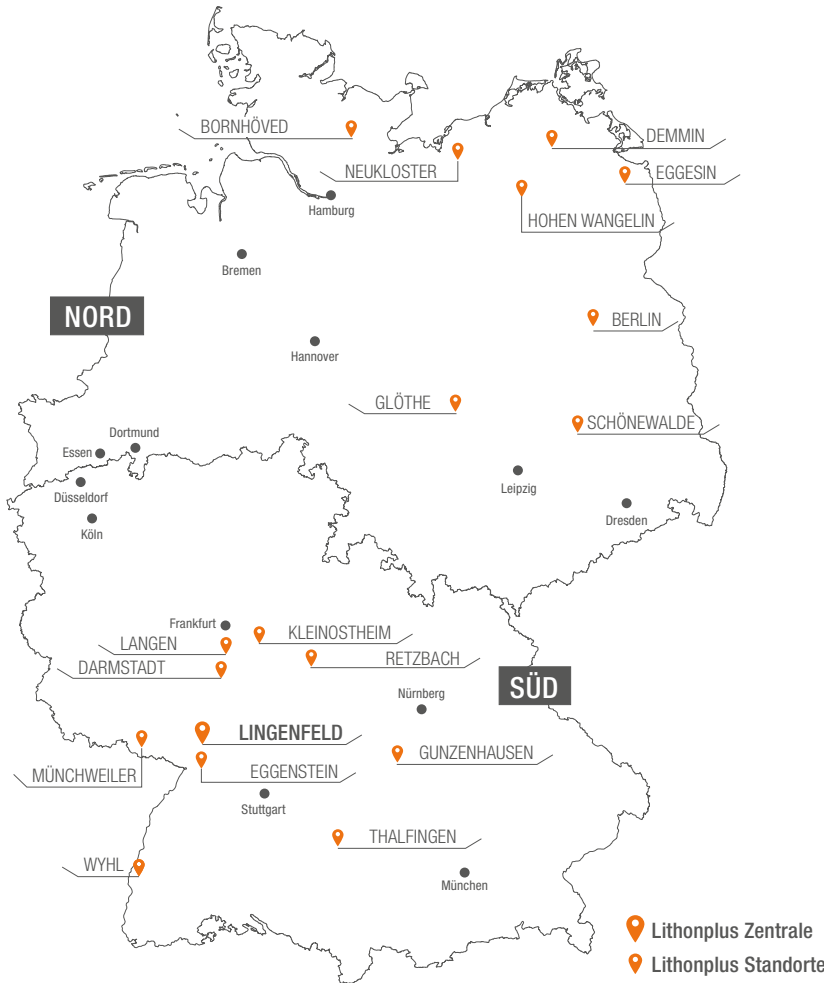 BORNHÖVED
DEMMIN
NEUKLOSTER
EGGESIN
Hamburg
HOHEN WANGELIN
Bremen
NORD
BERLIN
Hannover
GLÖTHE
SCHÖNEWALDE
Dortmund
Essen
Leipzig
Düsseldorf
Dresden
Köln
Frankfurt
KLEINOSTHEIM
LANGEN
RETZBACH
DARMSTADT
SÜD
Nürnberg
LINGENFELD
GUNZENHAUSEN
MÜNCHWEILER
EGGENSTEIN
Stuttgart
THALFINGEN
WYHL
München
Lithonplus Zentrale
Lithonplus Standorte